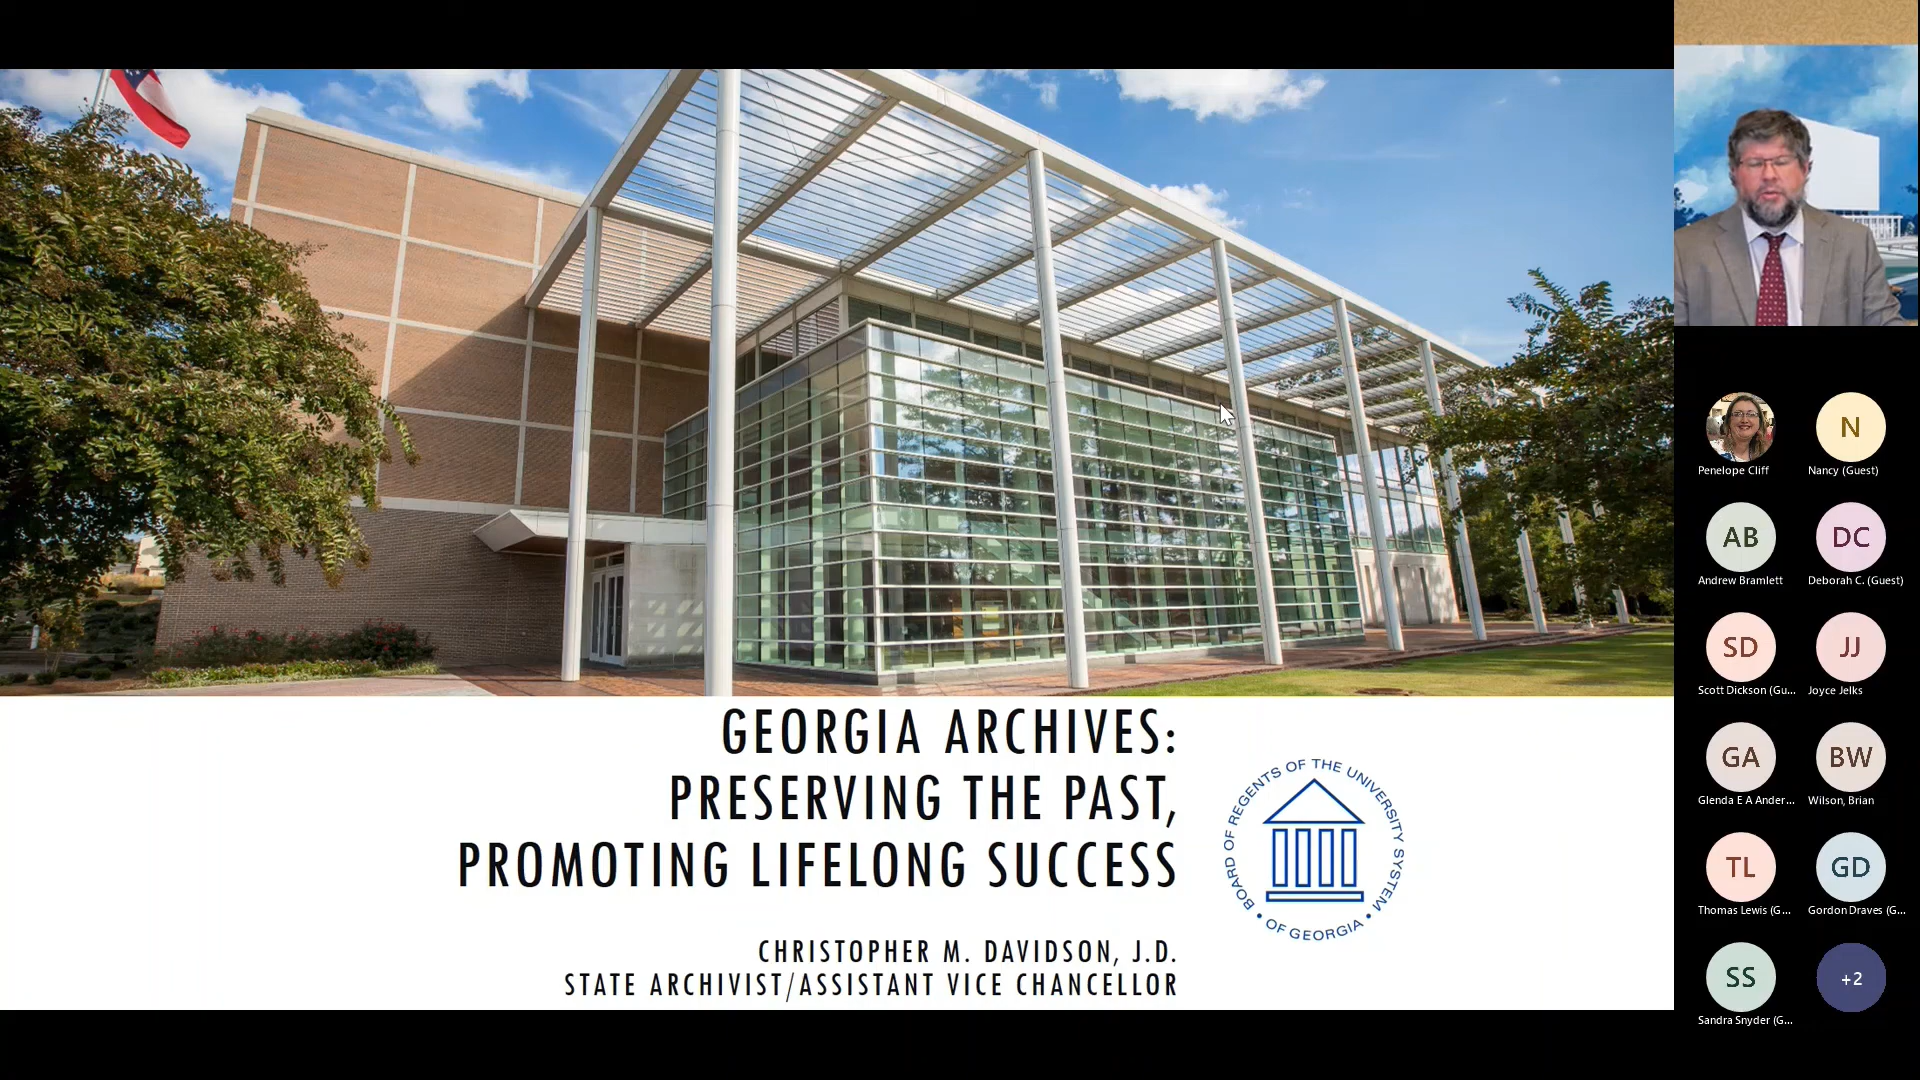 GEORGIA ARCHIVES:
PRESERVING THE PAST,
PROMOTING LIFELONG SUCCESS
CHRISTOPHER M. DAVIDSON, J.D.
STATE ARCHIVIST/ASSISTANT VICE CHANCELLOR
BOARD OF REGENTS OF THE UNIVERSITY SYSTEM
• OF GEORGIA •
Penelope Cliff
N
Nancy (Guest)
AB
Andrew Bramlett
DC
Deborah C. (Guest)
SD
Scott Dickson (Gu...
JJ
Joyce Jelks
GA
Glenda E A Ander...
BW
Wilson, Brian
TL
Thomas Lewis (G...
GD
Gordon Draves (G...
SS
Sandra Snyder (G...
+2